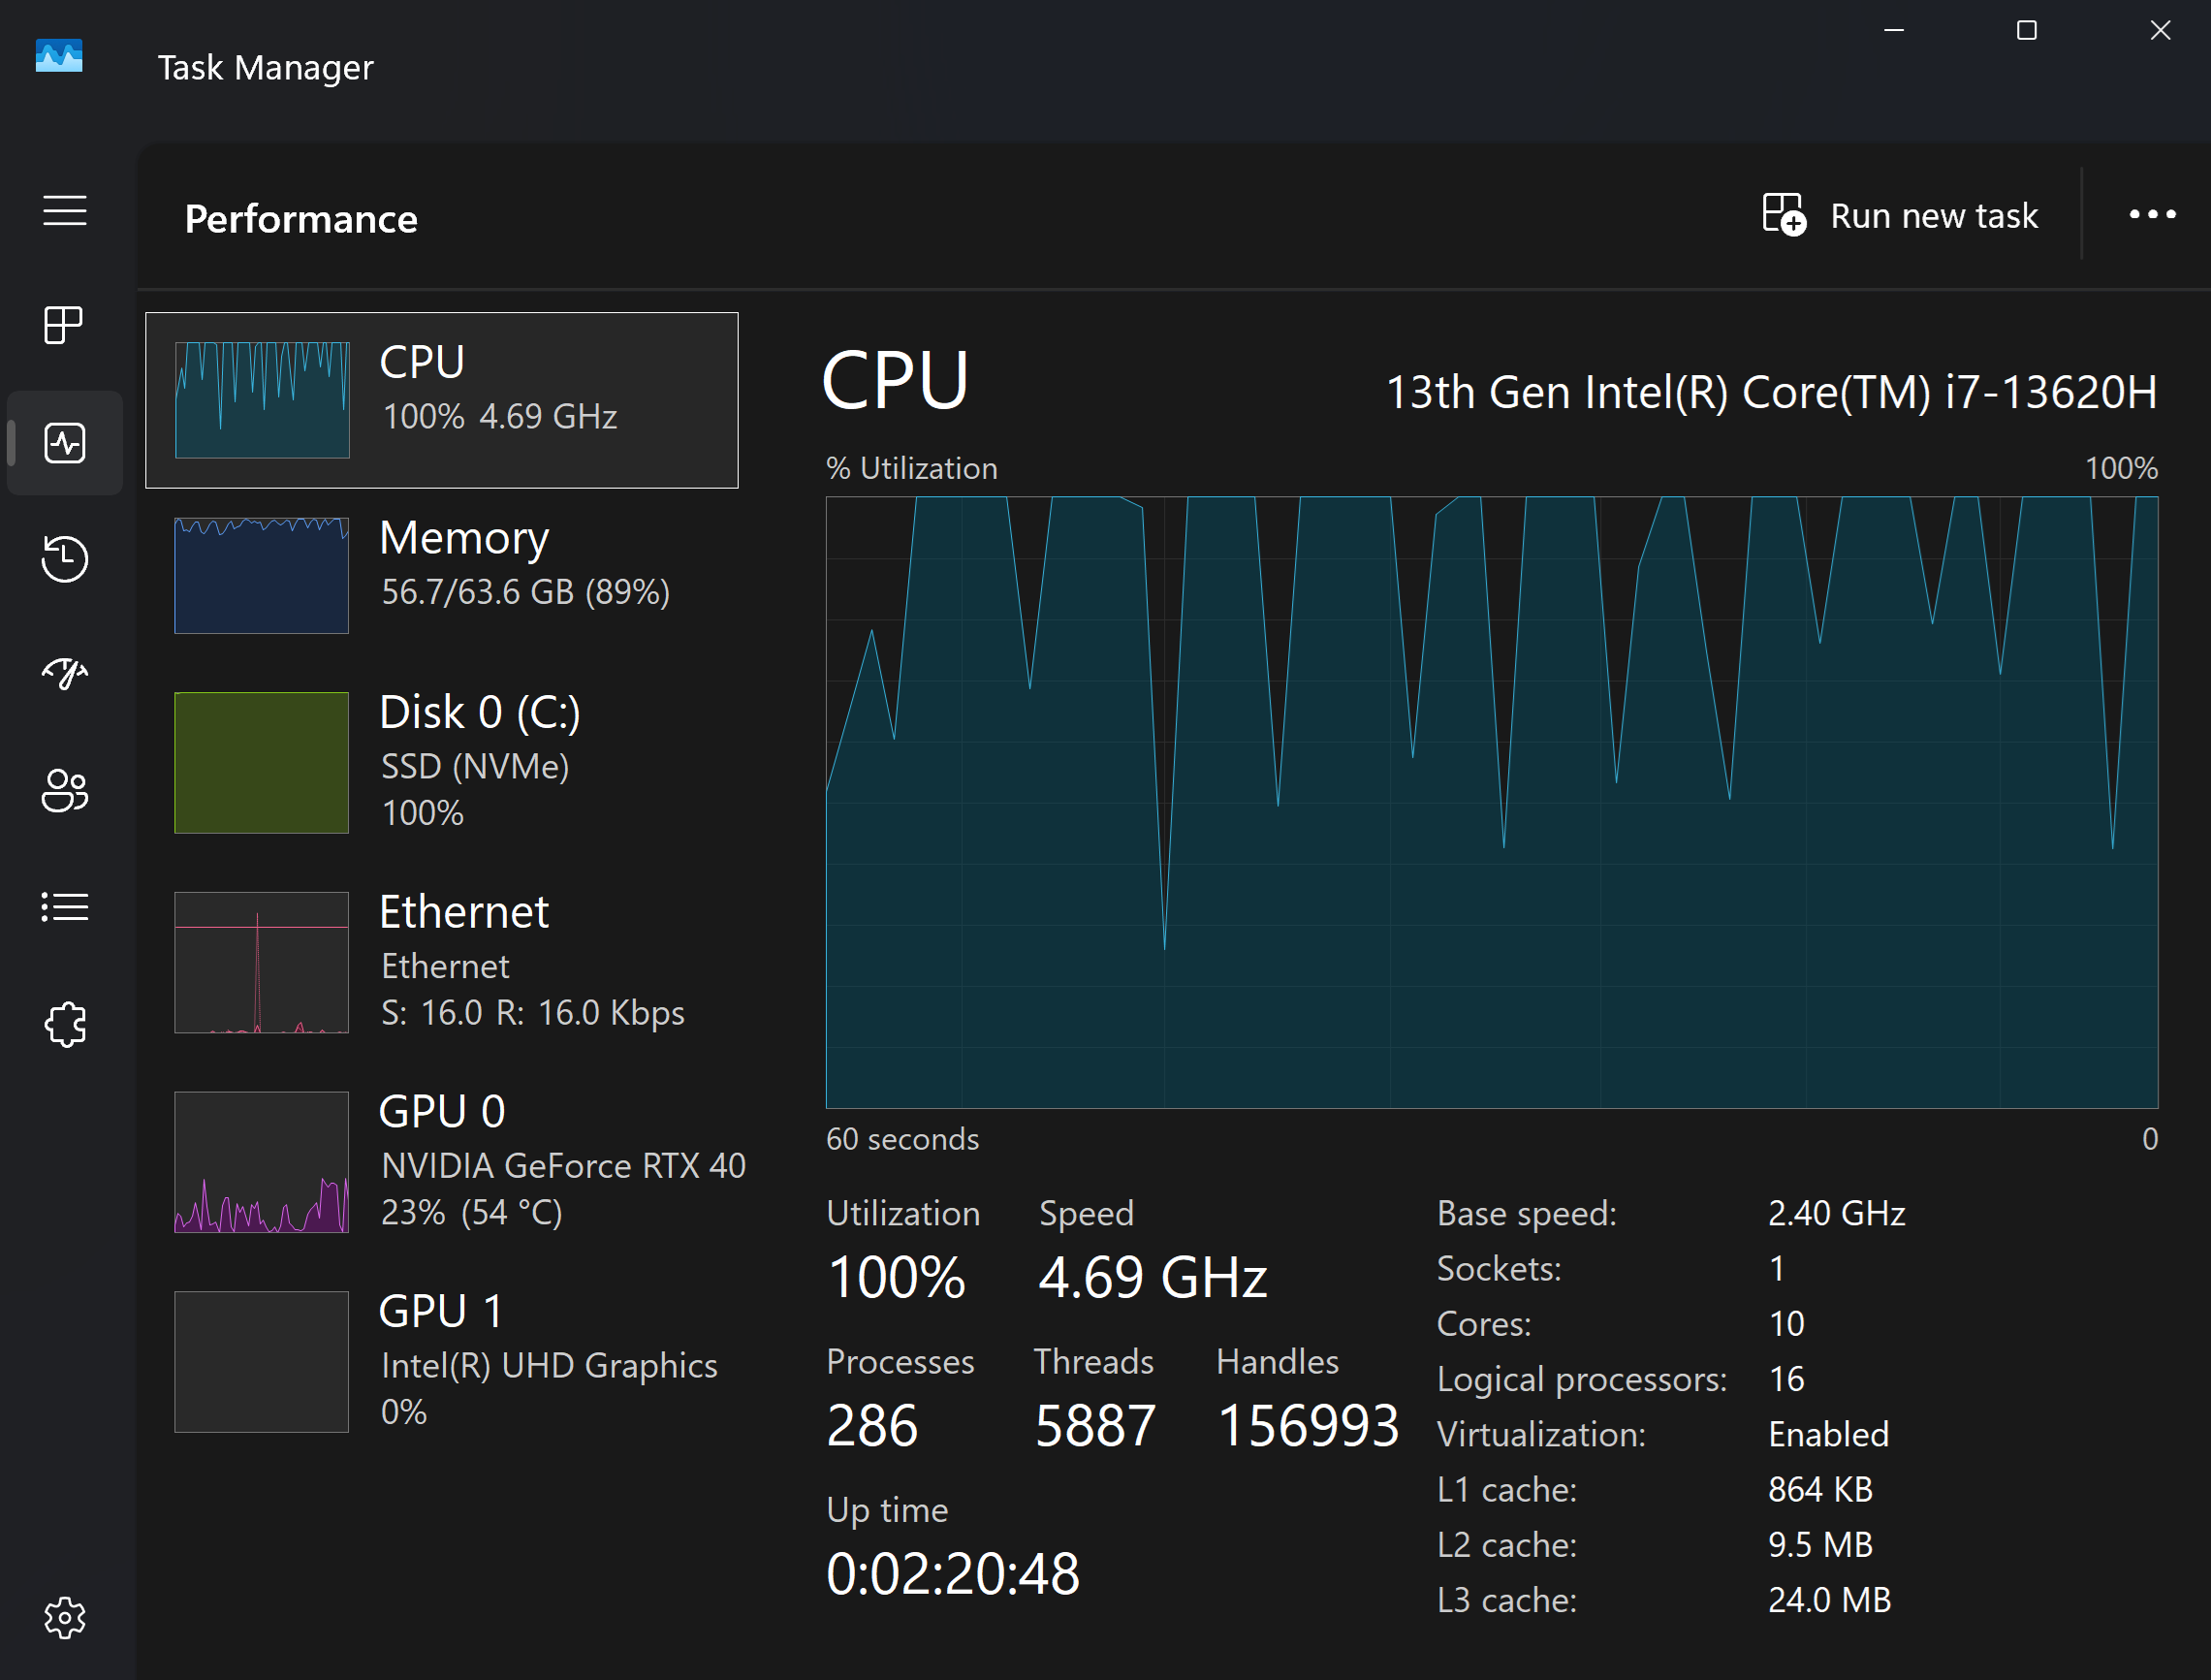 Task Manager
Performance
Run new task
CPU
100% 4.69 GHz
Memory
56.7/63.6 GB (89%)
Disk 0 (C:)
SSD (NVMe)
100%
Ethernet
Ethernet
S: 16.0 R: 16.0 Kbps
GPU 0
NVIDIA GeForce RTX 40
23% (54 °C)
GPU 1
Intel(R) UHD Graphics
0%
CPU
13th Gen Intel(R) Core(TM) i7-13620H
% Utilization 100%
60 seconds 0
Utilization Speed
100% 4.69 GHz
Processes Threads Handles
286 5887 156993
Up time
0:02:20:48
Base speed: 2.40 GHz
Sockets: 1
Cores: 10
Logical processors: 16
Virtualization: Enabled
L1 cache: 864 KB
L2 cache: 9.5 MB
L3 cache: 24.0 MB